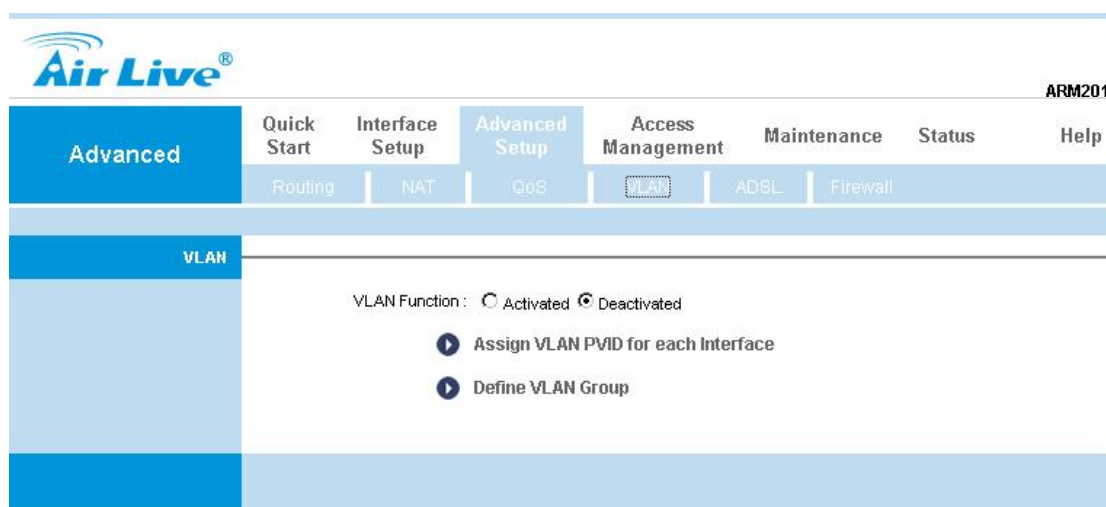 Air Live®
ARM201
Advanced
Quick Start
Interface Setup
Advanced Setup
Access Management
Maintenance
Status
Help
Routing
NAT
QoS
VLAN
ADSL
Firewall
VLAN
VLAN Function : Activated Deactivated
Assign VLAN PVID for each Interface
Define VLAN Group